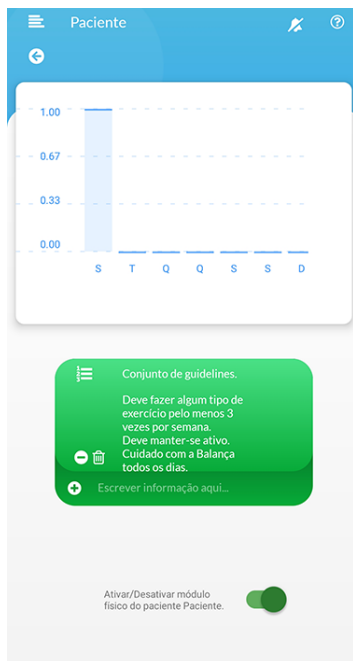 Paciente
1.00
0.67
0.33
0.00
S T Q Q S S D
Conjunto de guidelines.
Deve fazer algum tipo de
exercício pelo menos 3
vezes por semana.
Deve manter-se ativo.
Cuidado com a Balança
todos os dias.
Escrever informação aqui...
Ativar/Desativar módulo
físico do paciente Paciente.